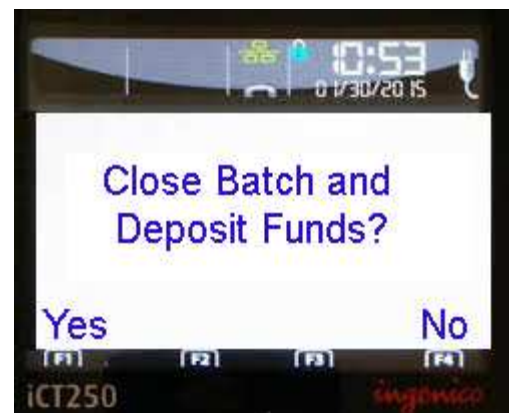 10:53
01/30/2015
Close Batch and
Deposit Funds?
Yes No
F1 F2 F3 F4
iCT250 ingenico